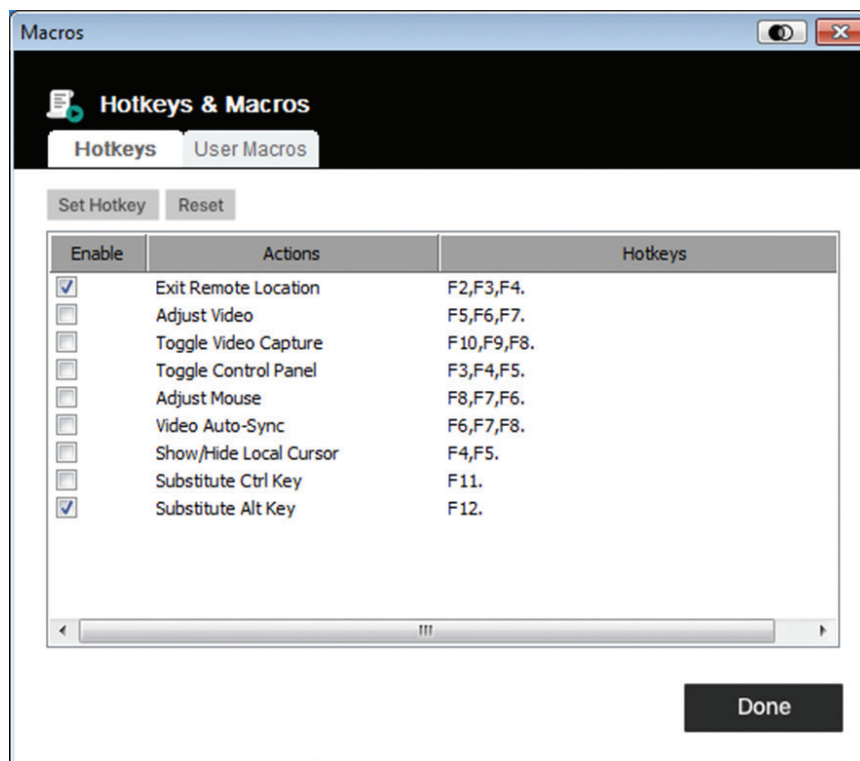 Macros
Hotkeys & Macros
Hotkeys User Macros
Set Hotkey Reset
Enable Actions Hotkeys
Exit Remote Location F2,F3,F4.
Adjust Video F5,F6,F7.
Toggle Video Capture F10,F9,F8.
Toggle Control Panel F3,F4,F5.
Adjust Mouse F8,F7,F6.
Video Auto-Sync F6,F7,F8.
Show/Hide Local Cursor F4,F5.
Substitute Ctrl Key F11.
Substitute Alt Key F12.
Done